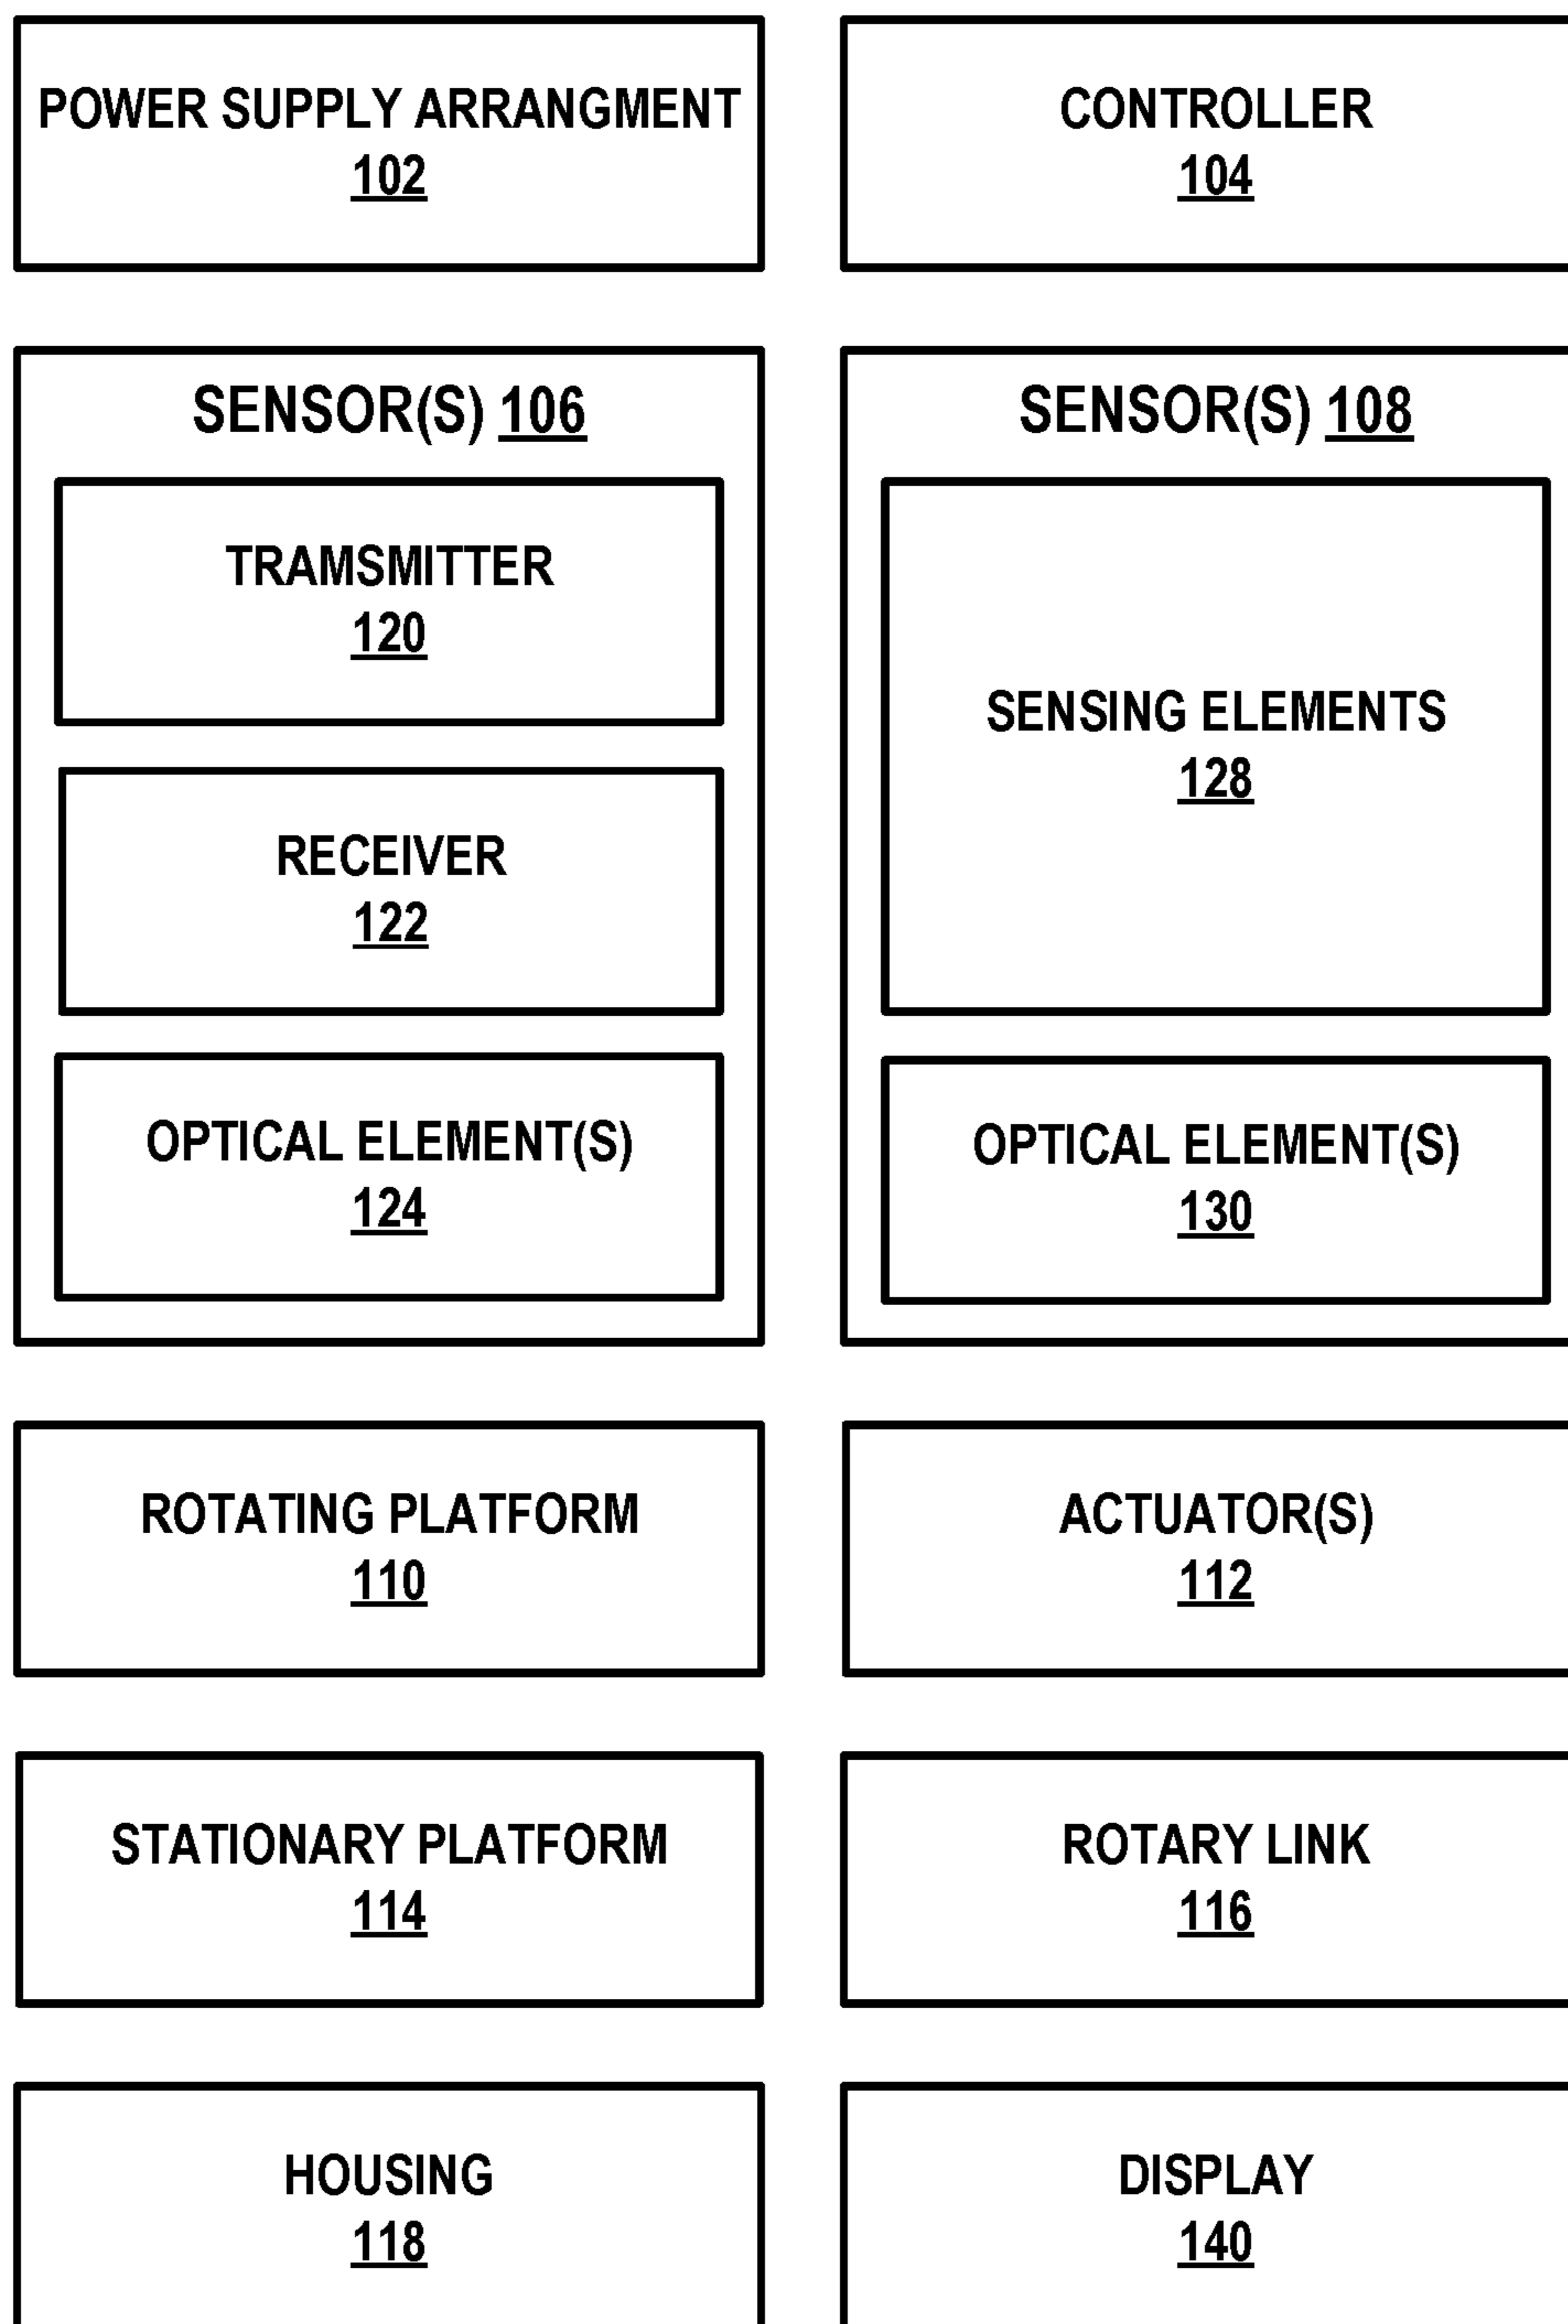 POWER SUPPLY ARRANGMENT
102
CONTROLLER
104
SENSOR(S) 106
TRAMSMITTER
120
RECEIVER
122
OPTICAL ELEMENT(S)
124
SENSOR(S) 108
SENSING ELEMENTS
128
OPTICAL ELEMENT(S)
130
ROTATING PLATFORM
110
ACTUATOR(S)
112
STATIONARY PLATFORM
114
ROTARY LINK
116
HOUSING
118
DISPLAY
140